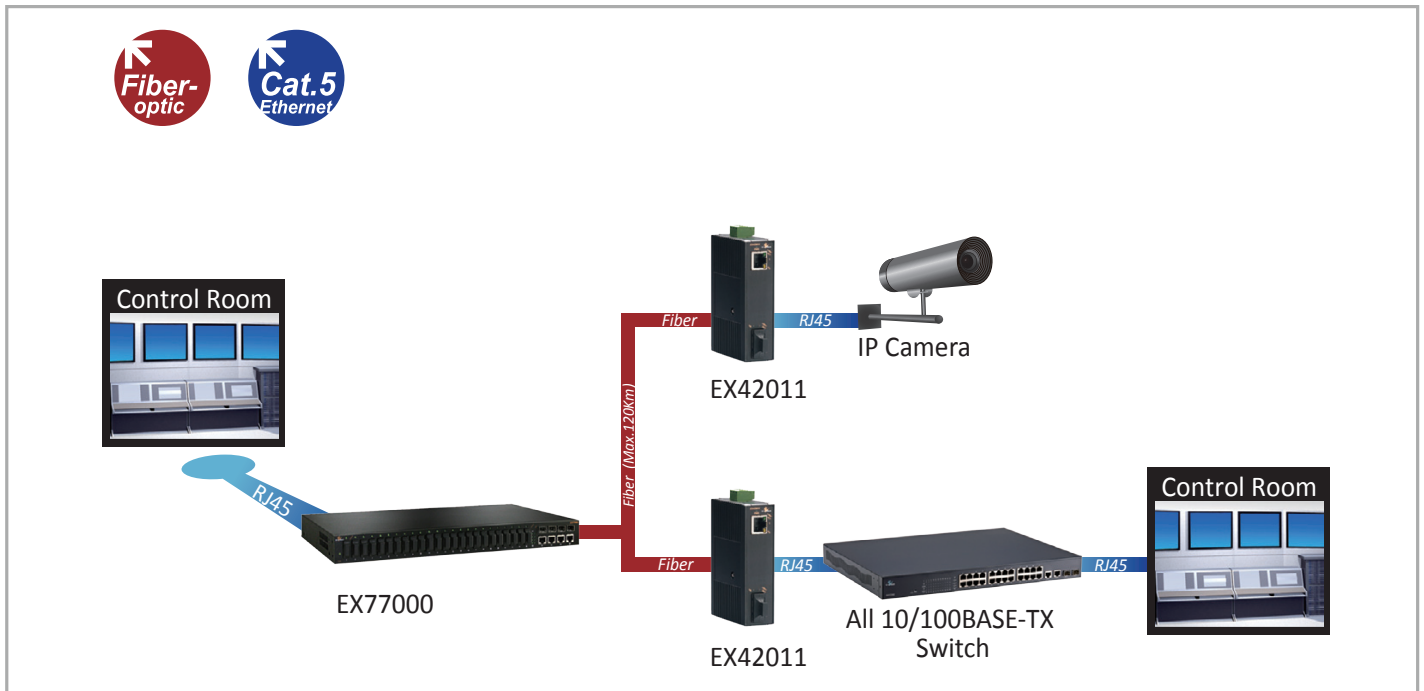 Fiber-
optic
Cat.5
Ethernet
Control Room
RJ45
EX77000
Fiber (Max.120Km)
Fiber
EX42011
RJ45
IP Camera
Fiber
EX42011
RJ45
All 10/100BASE-TX
Switch
RJ45
Control Room